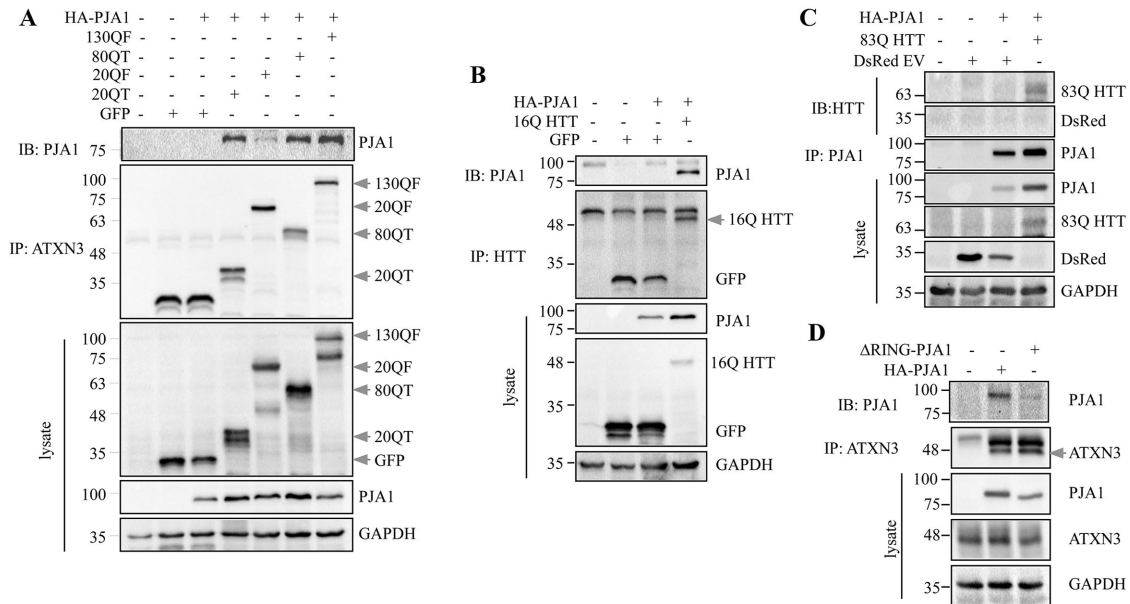 A
HA-PJA1 - - + + + + +
130QF - - - - - - +
80QT - - - - - + -
20QF - - - - + - -
20QT - - - + - - -
GFP - + + - - - -
IB: PJA1
75
PJA1
IP: ATXN3
100
75
63
48
35
130QF
20QF
80QT
20QT
lysate
100
75
63
48
35
130QF
20QF
80QT
20QT
GFP
100
PJA1
35
GAPDH
B
HA-PJA1 - - + +
16Q HTT - - - +
GFP - + + -
IB: PJA1
100
75
PJA1
IP: HTT
48
16Q HTT
GFP
lysate
100
75
PJA1
48
35
16Q HTT
GFP
35
GAPDH
C
HA-PJA1 - - + +
83Q HTT - - - +
DsRed EV - + + -
IB:HTT
63
83Q HTT
35
25
DsRed
IP: PJA1
100
75
PJA1
lysate
100
75
PJA1
63
83Q HTT
35
25
DsRed
35
GAPDH
D
ΔRING-PJA1 - - +
HA-PJA1 - + -
IB: PJA1
100
75
PJA1
IP: ATXN3
48
ATXN3
lysate
100
75
PJA1
48
ATXN3
35
GAPDH